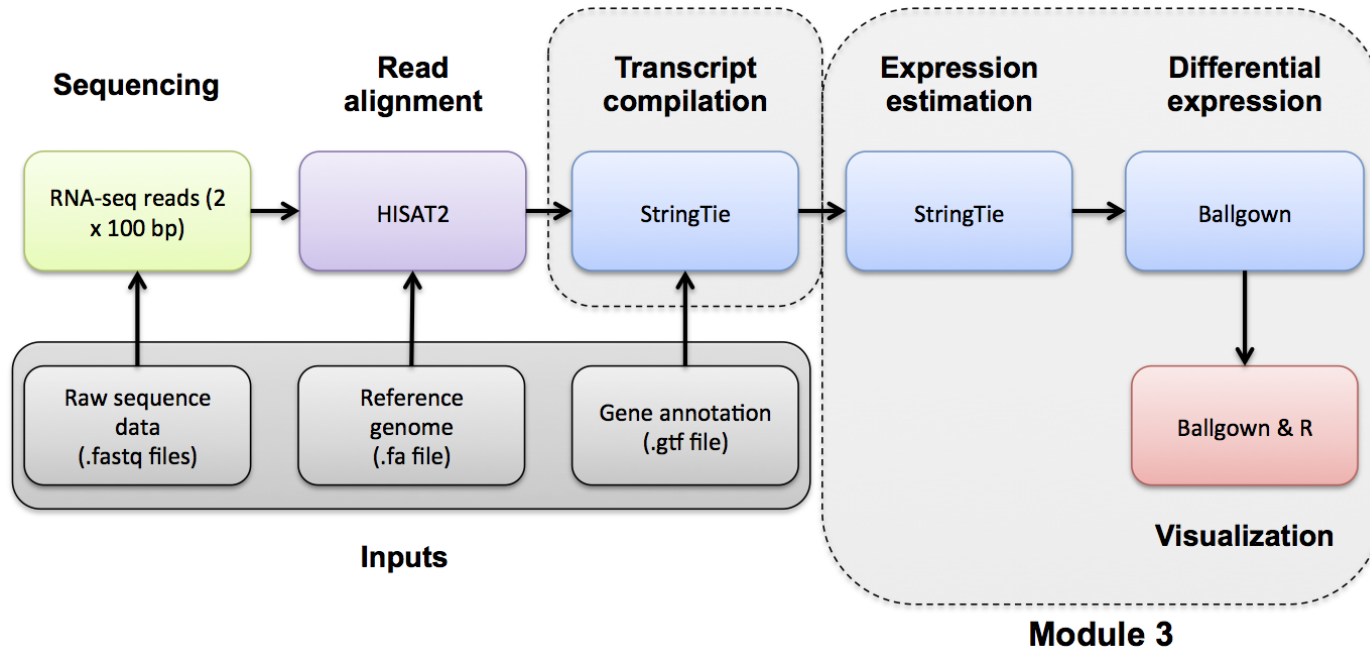 Sequencing
Read
alignment
Transcript
compilation
Expression
estimation
Differential
expression
RNA-seq reads (2
x 100 bp)
HISAT2
StringTie
StringTie
Ballgown
Raw sequence
data
(.fastq files)
Reference
genome
(.fa file)
Gene annotation
(.gtf file)
Ballgown & R
Inputs
Visualization
Module 3